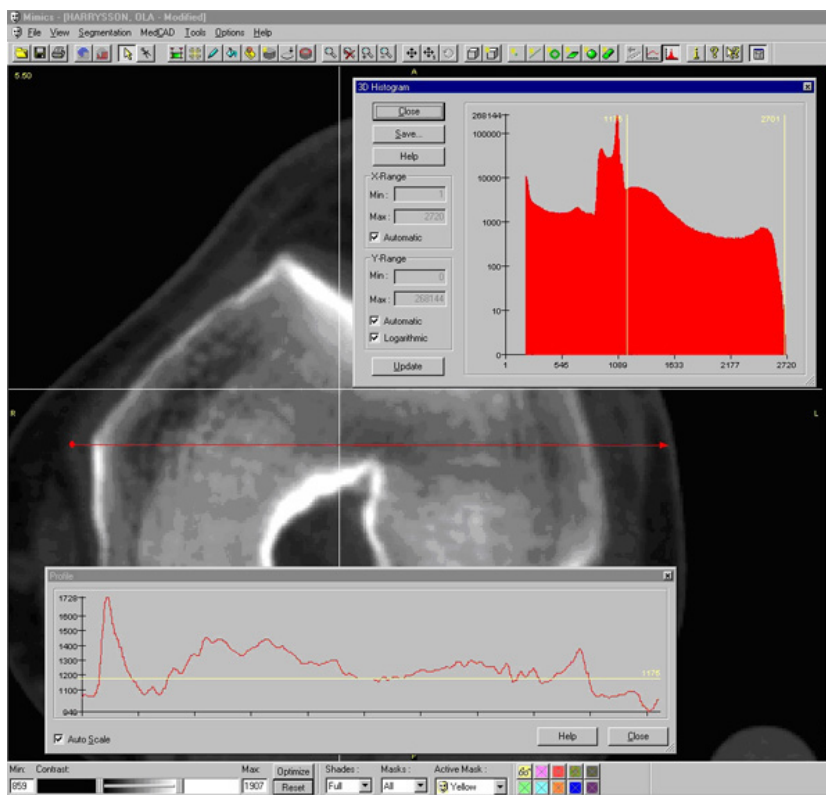 Mimics - [HARRYSSON, OLA - Modified]
File View Segmentation MedCAD Tools Options Help
5.50
A
3D Histogram
Close
Save...
Help
X-Range
Min : 1
Max : 2720
Automatic
Y-Range
Min : 0
Max : 268144
Automatic
Logarithmic
Update
268144
100000
10000
1000
100
10
0
2701
1 545 1089 1633 2177 2720
R
L
Profile
1728
1600
1500
1400
1300
1200
1100
940
1176
Auto Scale
Help Close
P
Min: Contrast: Max: Optimize Shades : Masks : Active Mask :
859 1907 Reset Full All Yellow